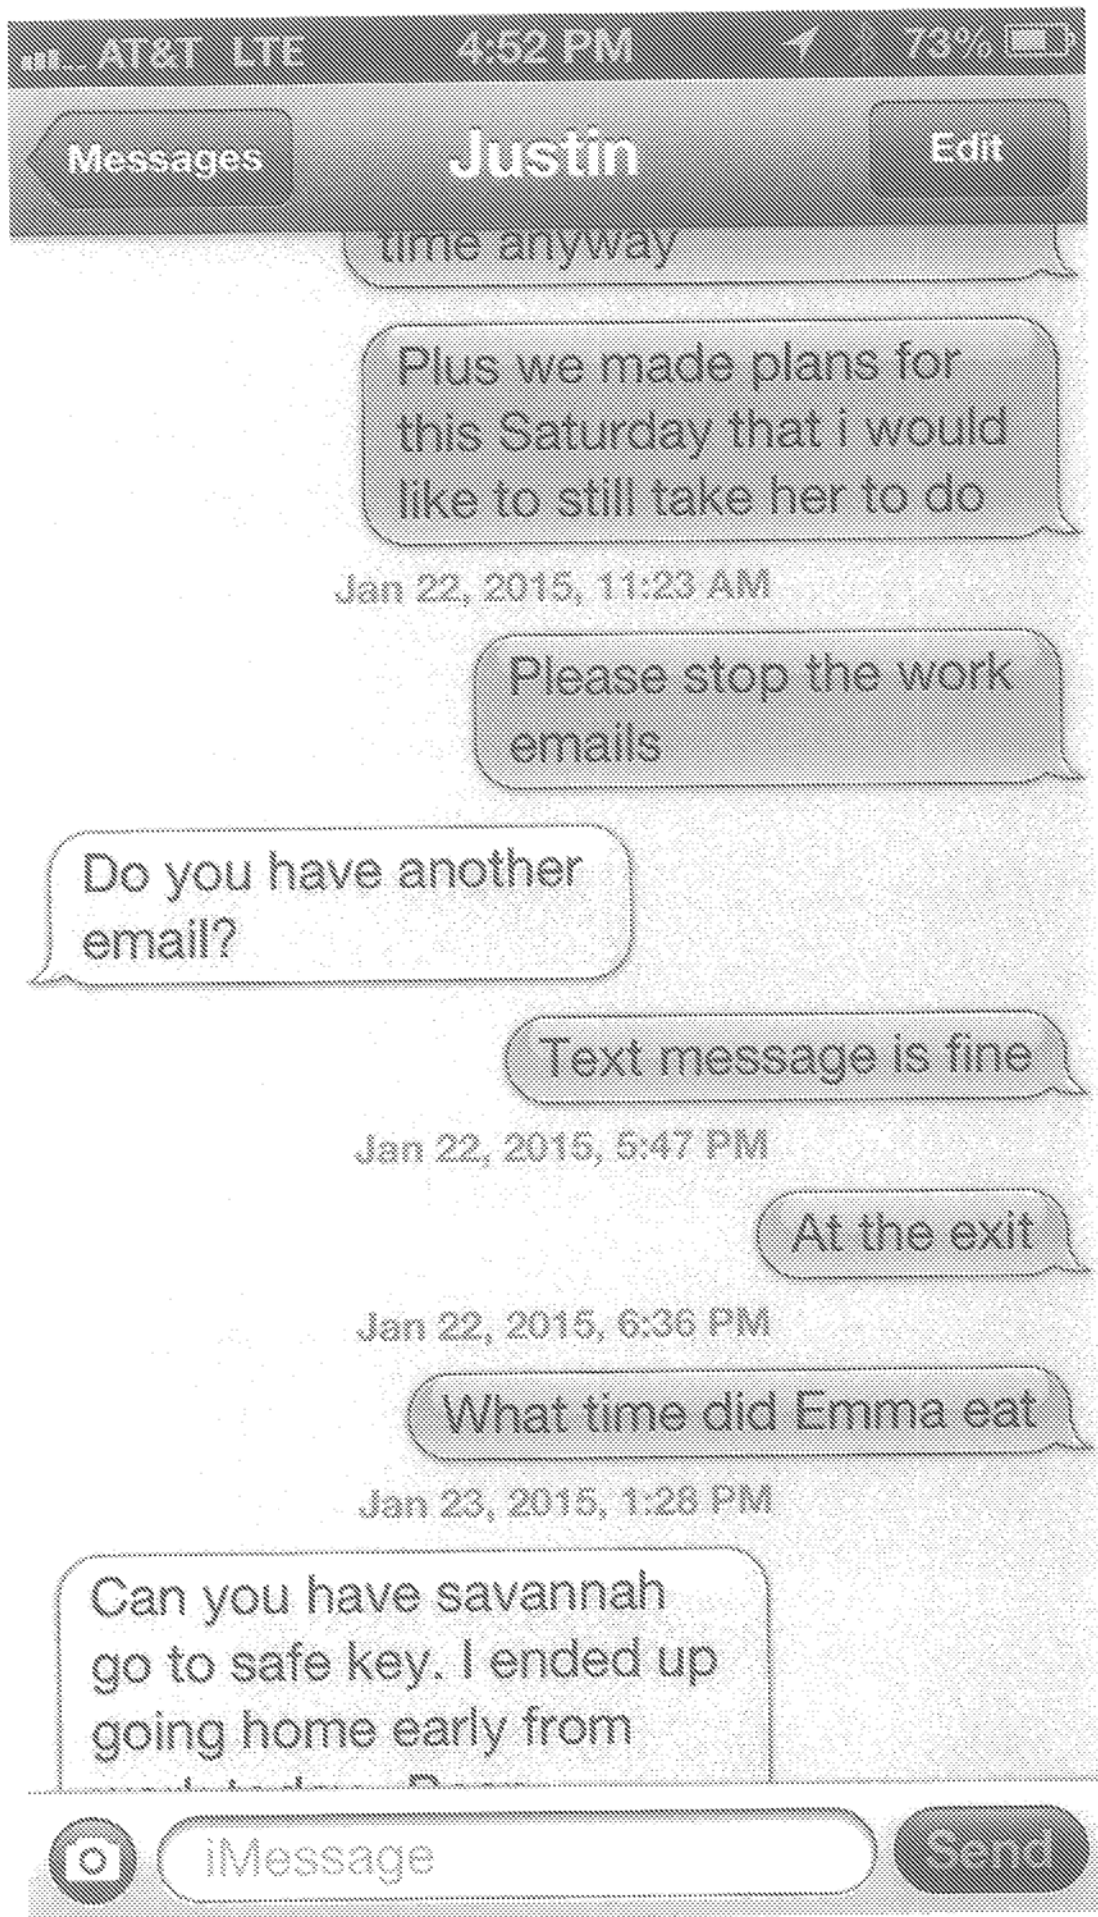 AT&T LTE 4:52 PM 73%
Messages Justin Edit
time anyway
Plus we made plans for
this Saturday that i would
like to still take her to do
Jan 22, 2015, 11:23 AM
Please stop the work
emails
Do you have another
email?
Text message is fine
Jan 22, 2015, 5:47 PM
At the exit
Jan 22, 2015, 6:36 PM
What time did Emma eat
Jan 23, 2015, 1:28 PM
Can you have savannah
go to safe key. I ended up
going home early from
iMessage Send